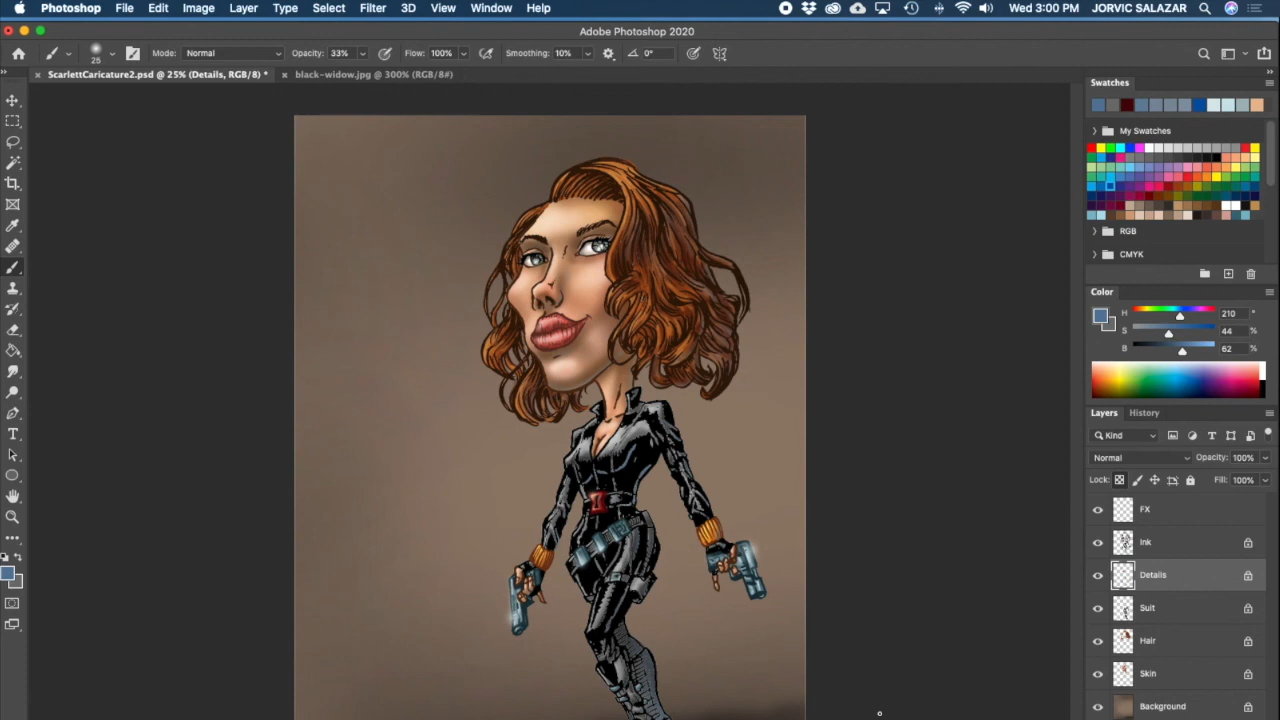 Photoshop File Edit Image Layer Type Select Filter 3D View Window Help Wed 3:00 PM JORVIC SALAZAR
Adobe Photoshop 2020
25 Mode: Normal Opacity: 33% Flow: 100% Smoothing: 10% 0°
ScarlettCaricature2.psd @ 25% (Details, RGB/8) * black-widow.jpg @ 300% (RGB/8#)
Swatches
My Swatches
RGB
CMYK
Color
H 210 °
S 44 %
B 62 %
Layers History
Kind
Normal Opacity: 100%
Lock: Fill: 100%
FX
Ink
Details
Suit
Hair
Skin
Background